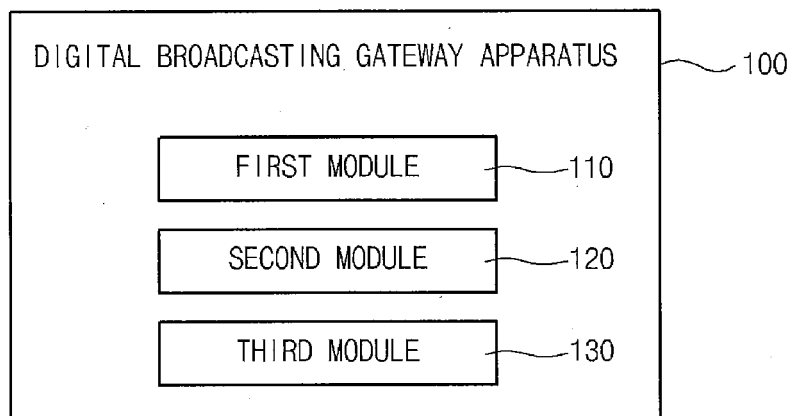 DIGITAL BROADCASTING GATEWAY APPARATUS
100
FIRST MODULE
110
SECOND MODULE
120
THIRD MODULE
130